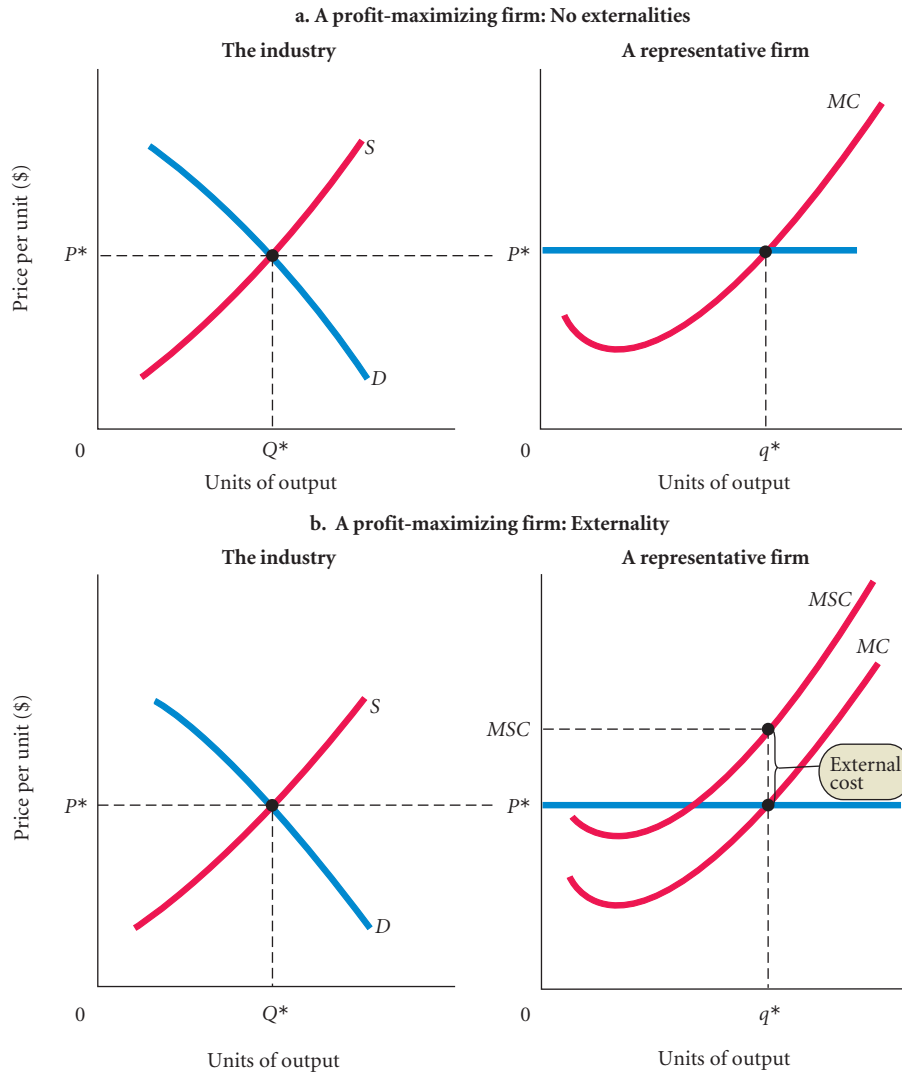 a. A profit-maximizing firm: No externalities
The industry
A representative firm
Price per unit ($)
S
P*
D
0
Q*
Units of output
MC
P*
0
q*
Units of output
b. A profit-maximizing firm: Externality
The industry
A representative firm
Price per unit ($)
S
P*
D
0
Q*
Units of output
MSC
MC
MSC
External
cost
P*
0
q*
Units of output